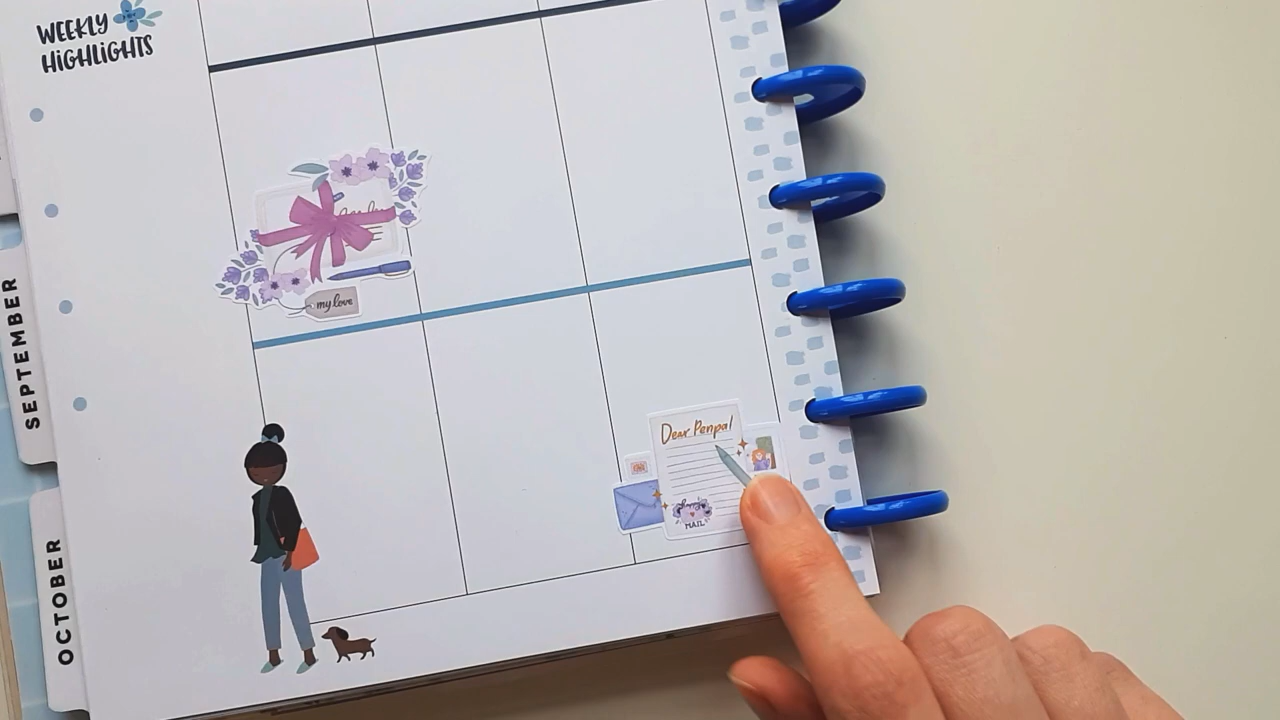 WEEKLY
HiGHLiGHTS
my love
Dear Penpal
MAIL
SEPTEMBER
OCTOBER